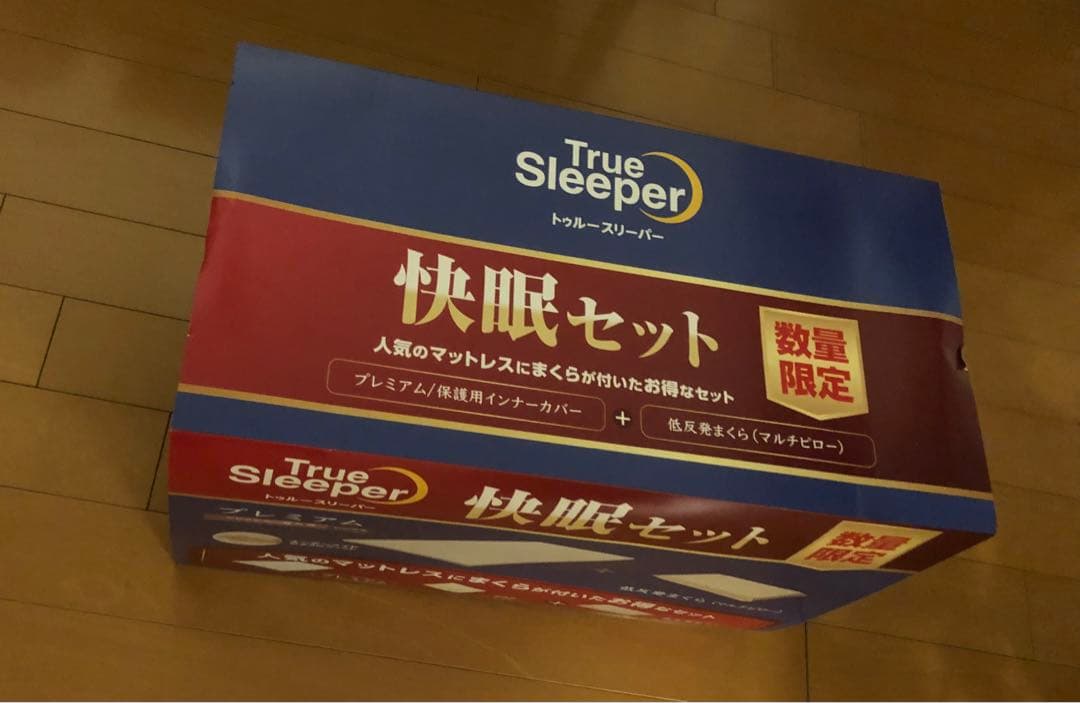 True
Sleeper
トゥルースリーパー
快眠セット
人気のマットレスにまくらが付いたお得なセット
数量
限定
プレミアム/保護用インナーカバー
+
低反発まくら(マルチピロー)
True
Sleeper
トゥルースリーパー
快眠セット
数量
限定
プレミアム
低反発まくら
人気のマットレスにまくらが付いたお得なセット